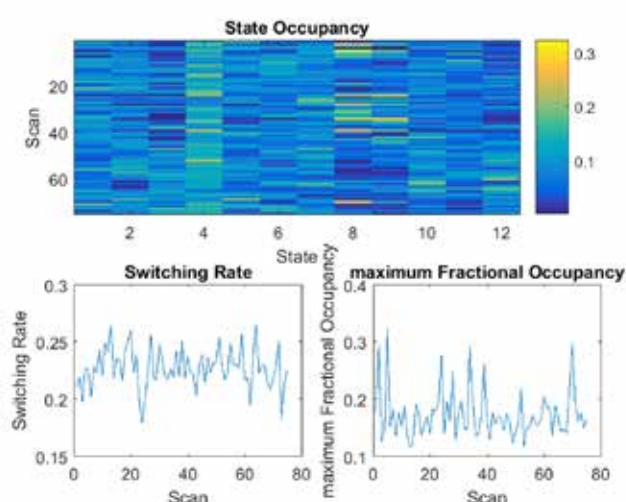 State Occupancy
Scan
20
40
60
2 4 6 8 10 12
State
0.3
0.2
0.1
Switching Rate
Switching Rate
0.3
0.25
0.2
0.15
0 20 40 60 80
Scan
maximum Fractional Occupancy
maximum Fractional Occupancy
0.4
0.3
0.2
0.1
0 20 40 60 80
Scan